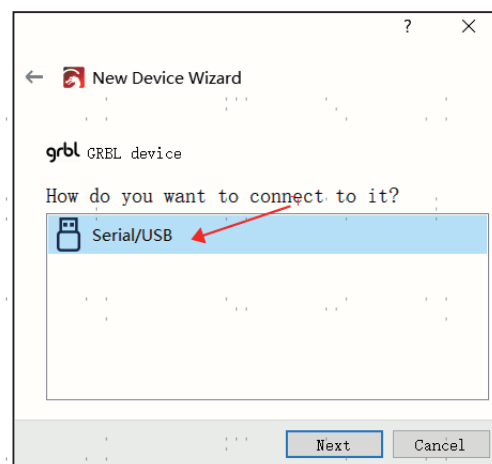 ?
New Device Wizard
grbl GRBL device
How do you want to connect to it?
Serial/USB
Next Cancel